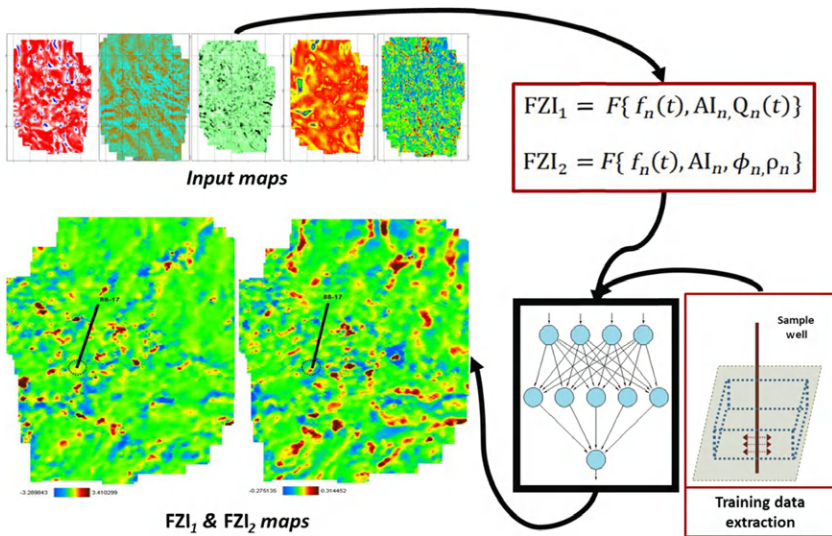 Input maps
FZI₁ = F{ fₙ(t), AIₙ, Qₙ(t)}
FZI₂ = F{ fₙ(t), AIₙ, ϕₙ, ρₙ}
88-17
88-17
Sample
well
-3.289843 3.410299
-0.275135 0.314452
FZI₁ & FZI₂ maps
Training data
extraction